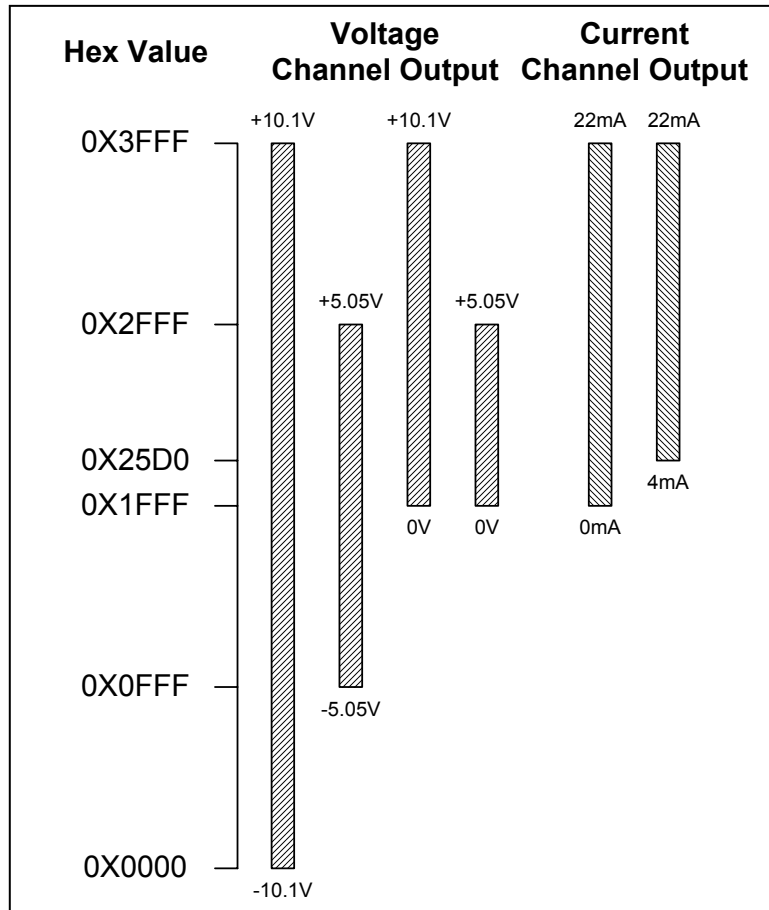 Hex Value
Voltage
Channel Output
Current
Channel Output
+10.1V
+10.1V
22mA
22mA
0X3FFF
+5.05V
+5.05V
0X2FFF
0X25D0
4mA
0X1FFF
0V
0V
0mA
0X0FFF
-5.05V
0X0000
-10.1V